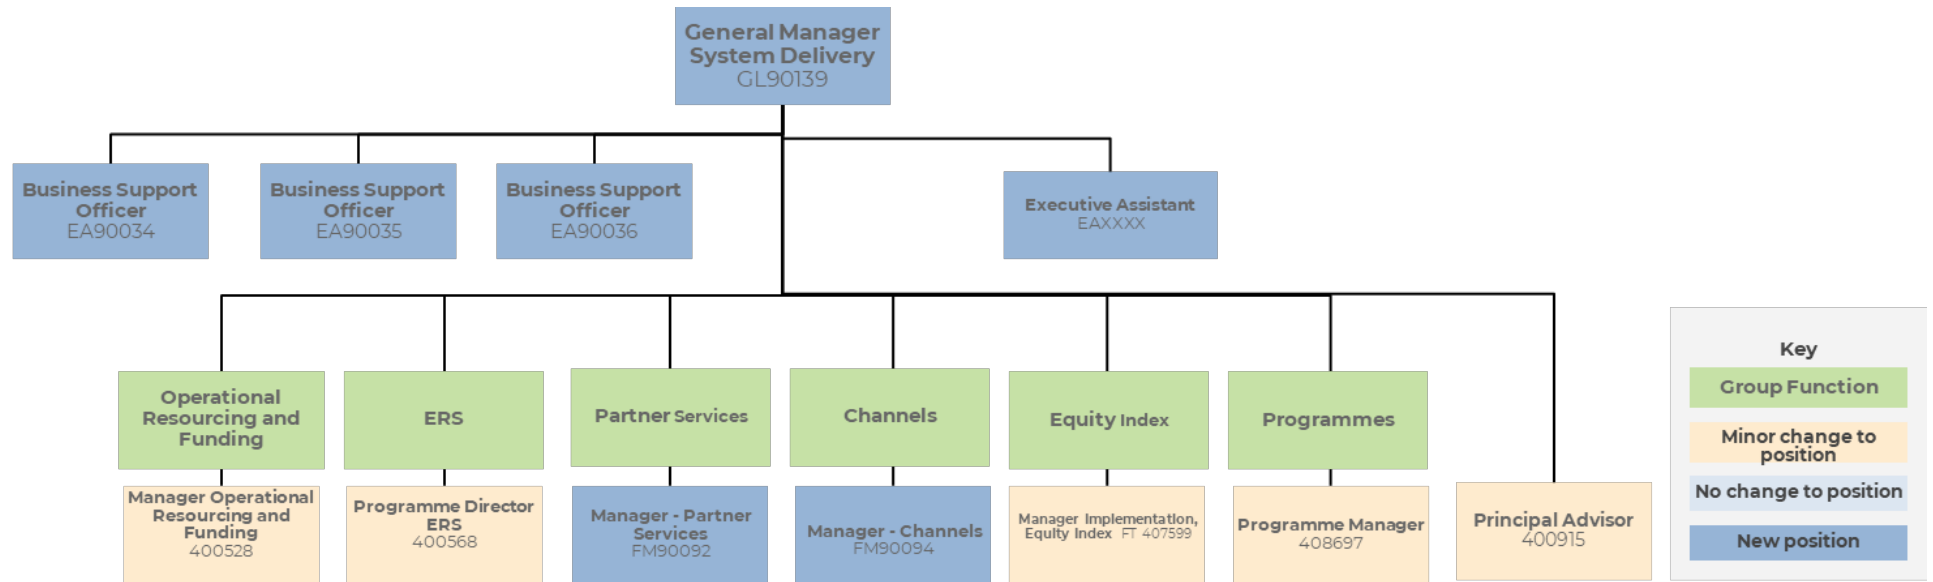 General Manager
System Delivery
GL90139
Business Support
Officer
EA90034
Business Support
Officer
EA90035
Business Support
Officer
EA90036
Executive Assistant
EAXXXX
Operational
Resourcing and
Funding
ERS
Partner Services
Channels
Equity Index
Programmes
Manager Operational
Resourcing and
Funding
400528
Programme Director
ERS
400568
Manager - Partner
Services
FM90092
Manager - Channels
FM90094
Manager Implementation,
Equity Index FT 407599
Programme Manager
408697
Principal Advisor
400915
Key
Group Function
Minor change to
position
No change to position
New position